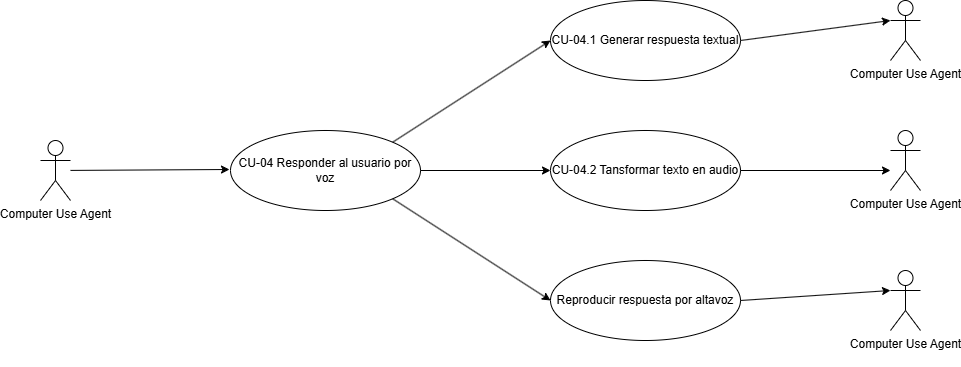 CU-04.1 Generar respuesta textual
Computer Use Agent
CU-04 Responder al usuario por
voz
Computer Use Agent
CU-04.2 Tansformar texto en audio
Computer Use Agent
Reproducir respuesta por altavoz
Computer Use Agent